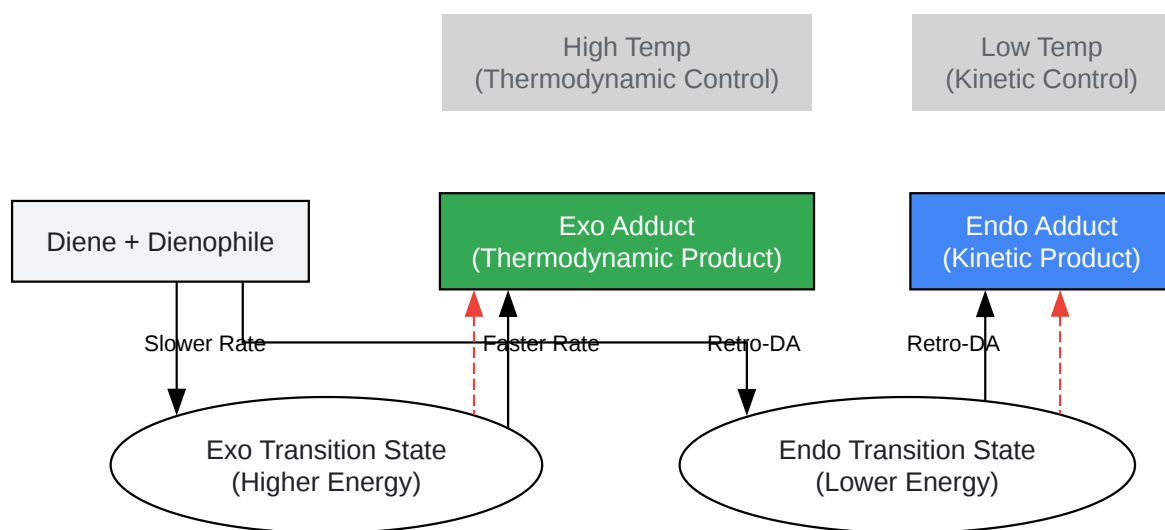 High Temp
(Thermodynamic Control)
Low Temp
(Kinetic Control)
Diene + Dienophile
Exo Adduct
(Thermodynamic Product)
Endo Adduct
(Kinetic Product)
Slower Rate
Faster Rate
Retro-DA
Retro-DA
Exo Transition State
(Higher Energy)
Endo Transition State
(Lower Energy)